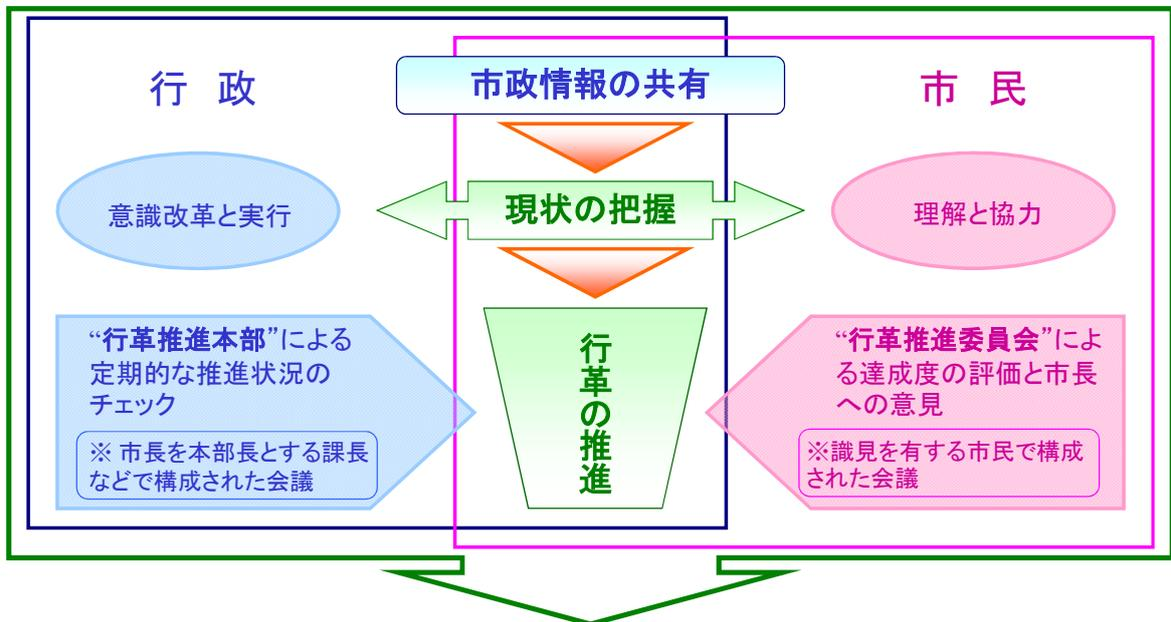 行 政
市政情報の共有
市 民
意識改革と実行
現状の把握
理解と協力
“行革推進本部”による
定期的な推進状況の
チェック
※ 市長を本部長とする課長
などで構成された会議
行革の推進
“行革推進委員会”によ
る達成度の評価と市長
への意見
※識見を有する市民で構成
された会議